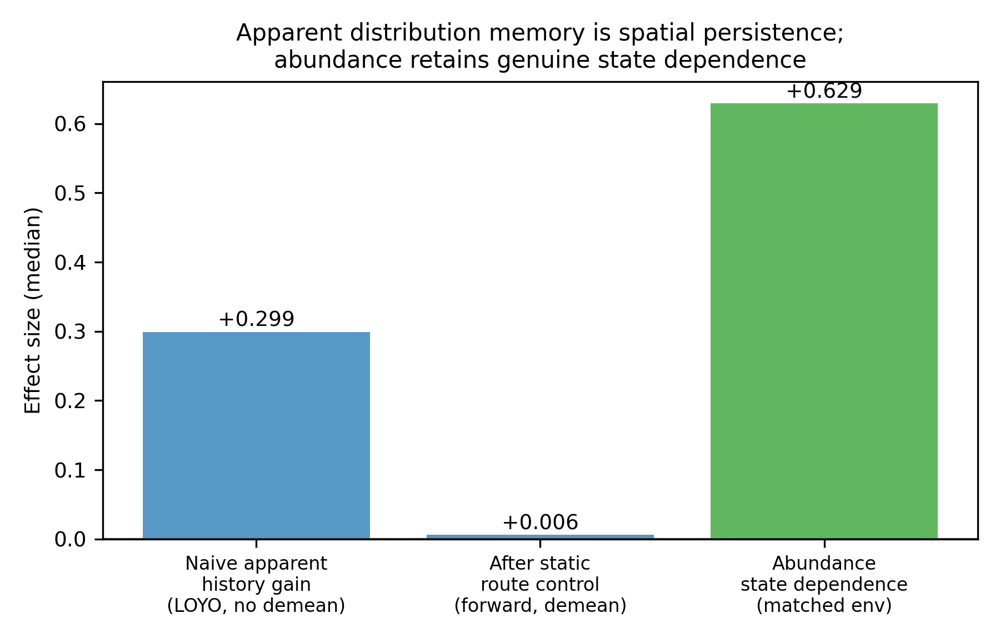 Apparent distribution memory is spatial persistence;
abundance retains genuine state dependence
Effect size (median)
0.6
0.5
0.4
0.3
0.2
0.1
0.0
+0.299
+0.006
+0.629
Naive apparent
history gain
(LOYO, no demean)
After static
route control
(forward, demean)
Abundance
state dependence
(matched env)